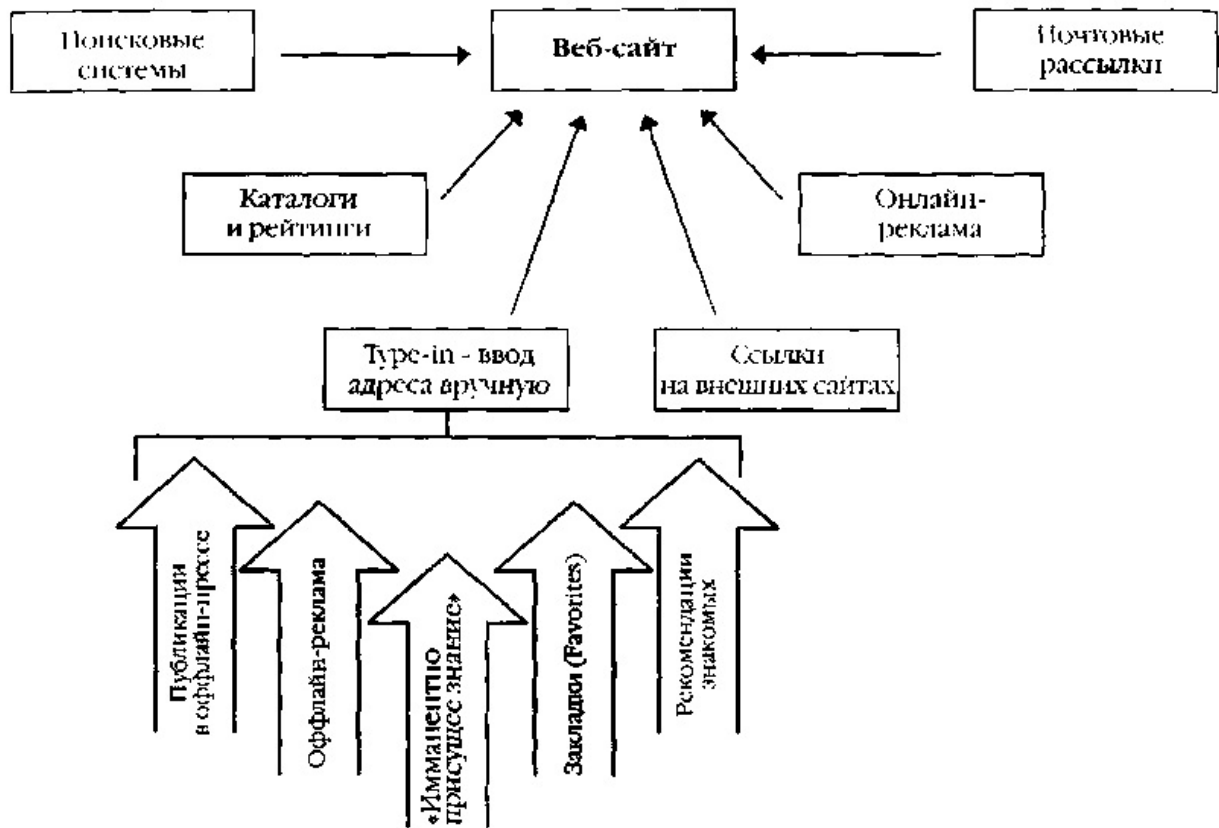 Поисковые
системы
Веб-сайт
Почтовые
рассылки
Каталоги
и рейтинги
Онлайн-
реклама
Type-in - ввод
адреса вручную
Ссылки
на внешних сайтах
Публикации
в оффлайн-прессе
Оффлайн-реклама
«Имманентно
присущее знание»
Закладки (Favorites)
Рекомендации
знакомых